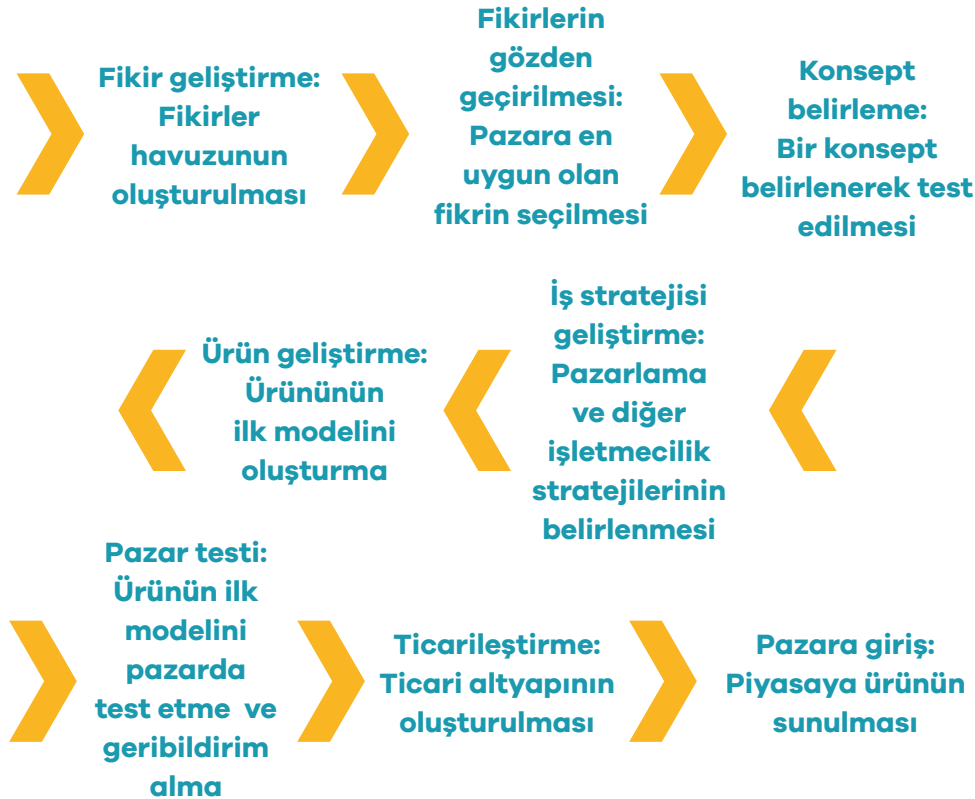 Fikir geliştirme:
Fikirler
havuzunun
oluşturulması
Fikirlerin
gözden
geçirilmesi:
Pazara en
uygun olan
fikrin seçilmesi
Konsept
belirleme:
Bir konsept
belirlenerek test
edilmesi
İş stratejisi
geliştirme:
Pazarlama
ve diğer
işletmecilik
stratejilerinin
belirlenmesi
Ürün geliştirme:
Ürününün
ilk modelini
oluşturma
Pazar testi:
Ürünün ilk
modelini
pazarda
test etme ve
geribildirim
alma
Ticarileştirme:
Ticari altyapının
oluşturulması
Pazara giriş:
Piyasaya ürünün
sunulması